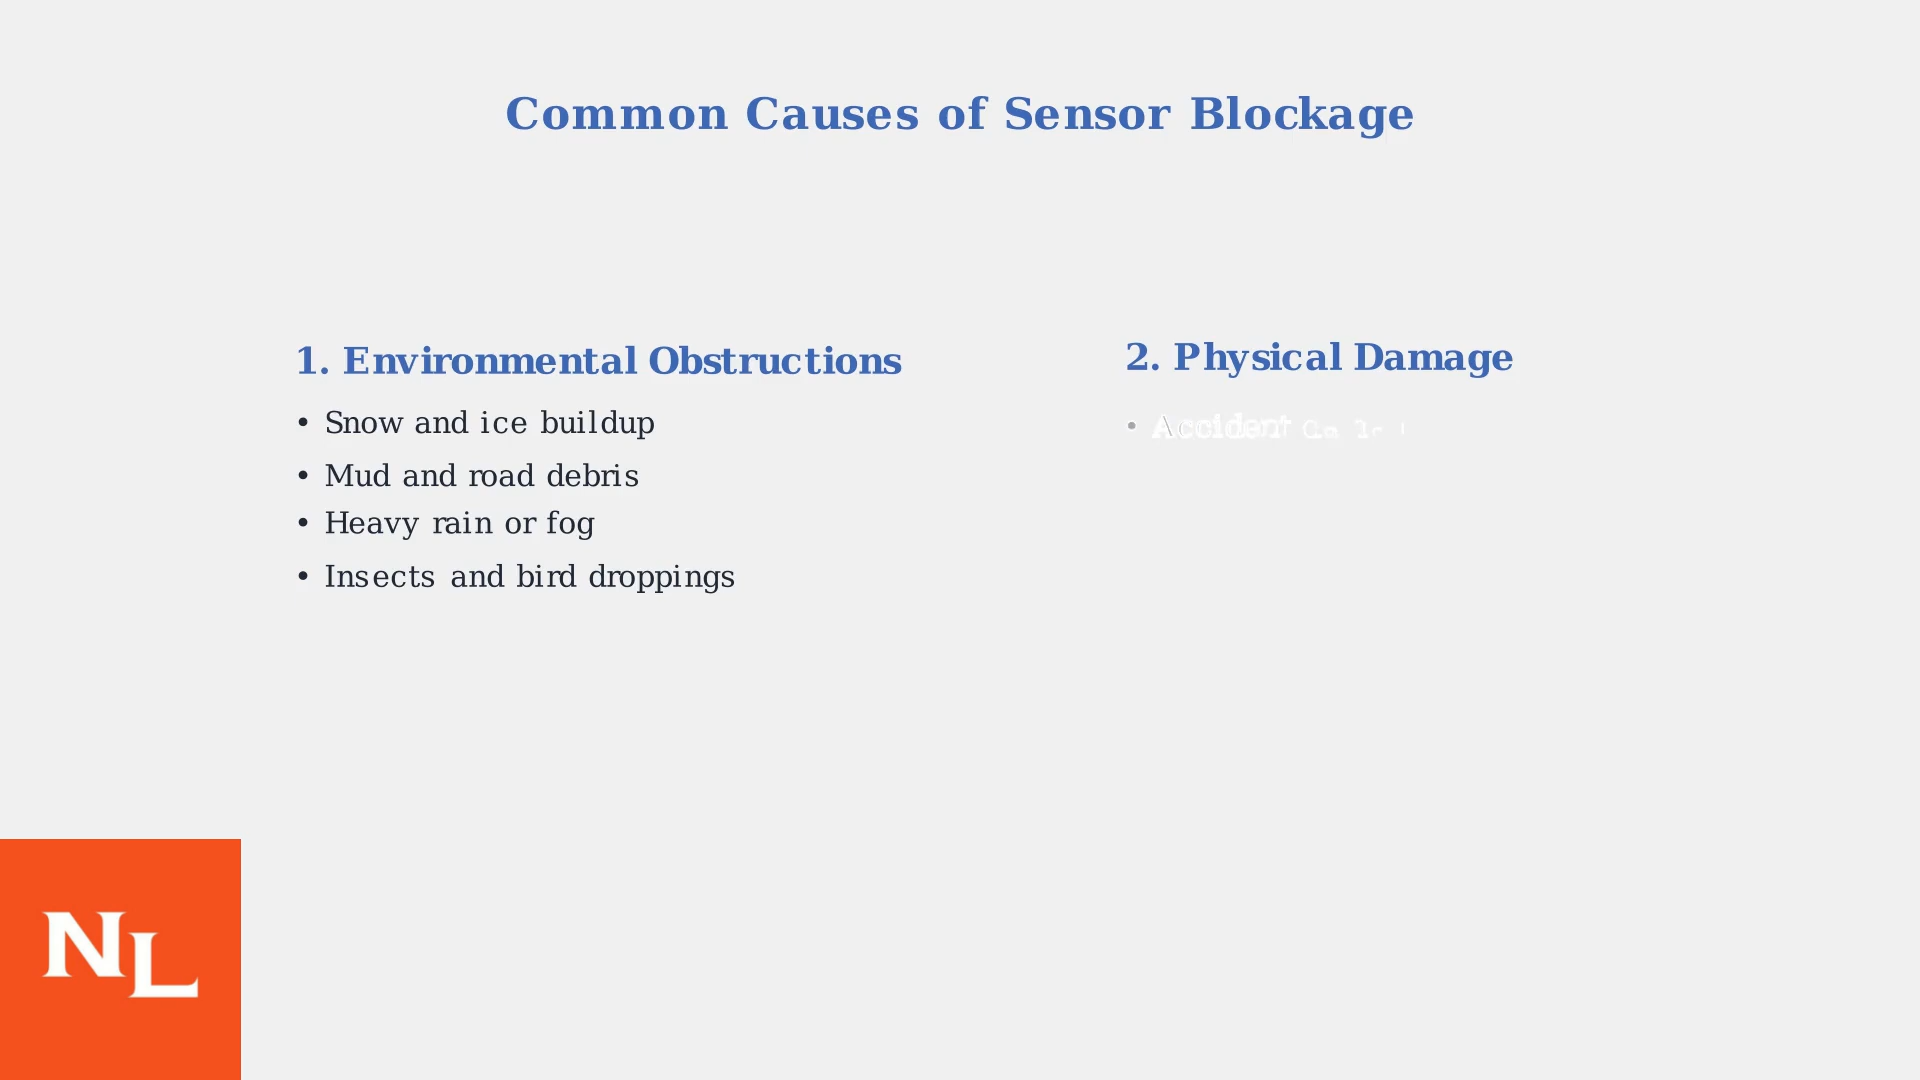 Common Causes of Sensor Blockage
1. Environmental Obstructions
• Snow and ice buildup
• Mud and road debris
• Heavy rain or fog
• Insects and bird droppings
2. Physical Damage
• Accident
NL